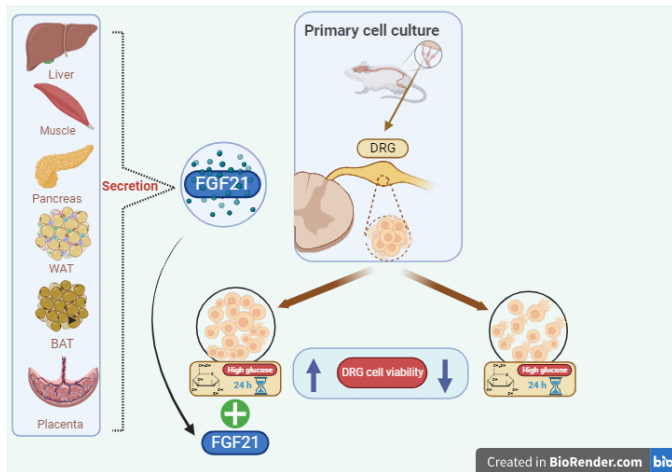 Liver
Muscle
Pancreas
WAT
BAT
Placenta
Secretion
FGF21
Primary cell culture
DRG
High glucose
24 h
FGF21
DRG cell viability
High glucose
24 h
Created in BioRender.com bio